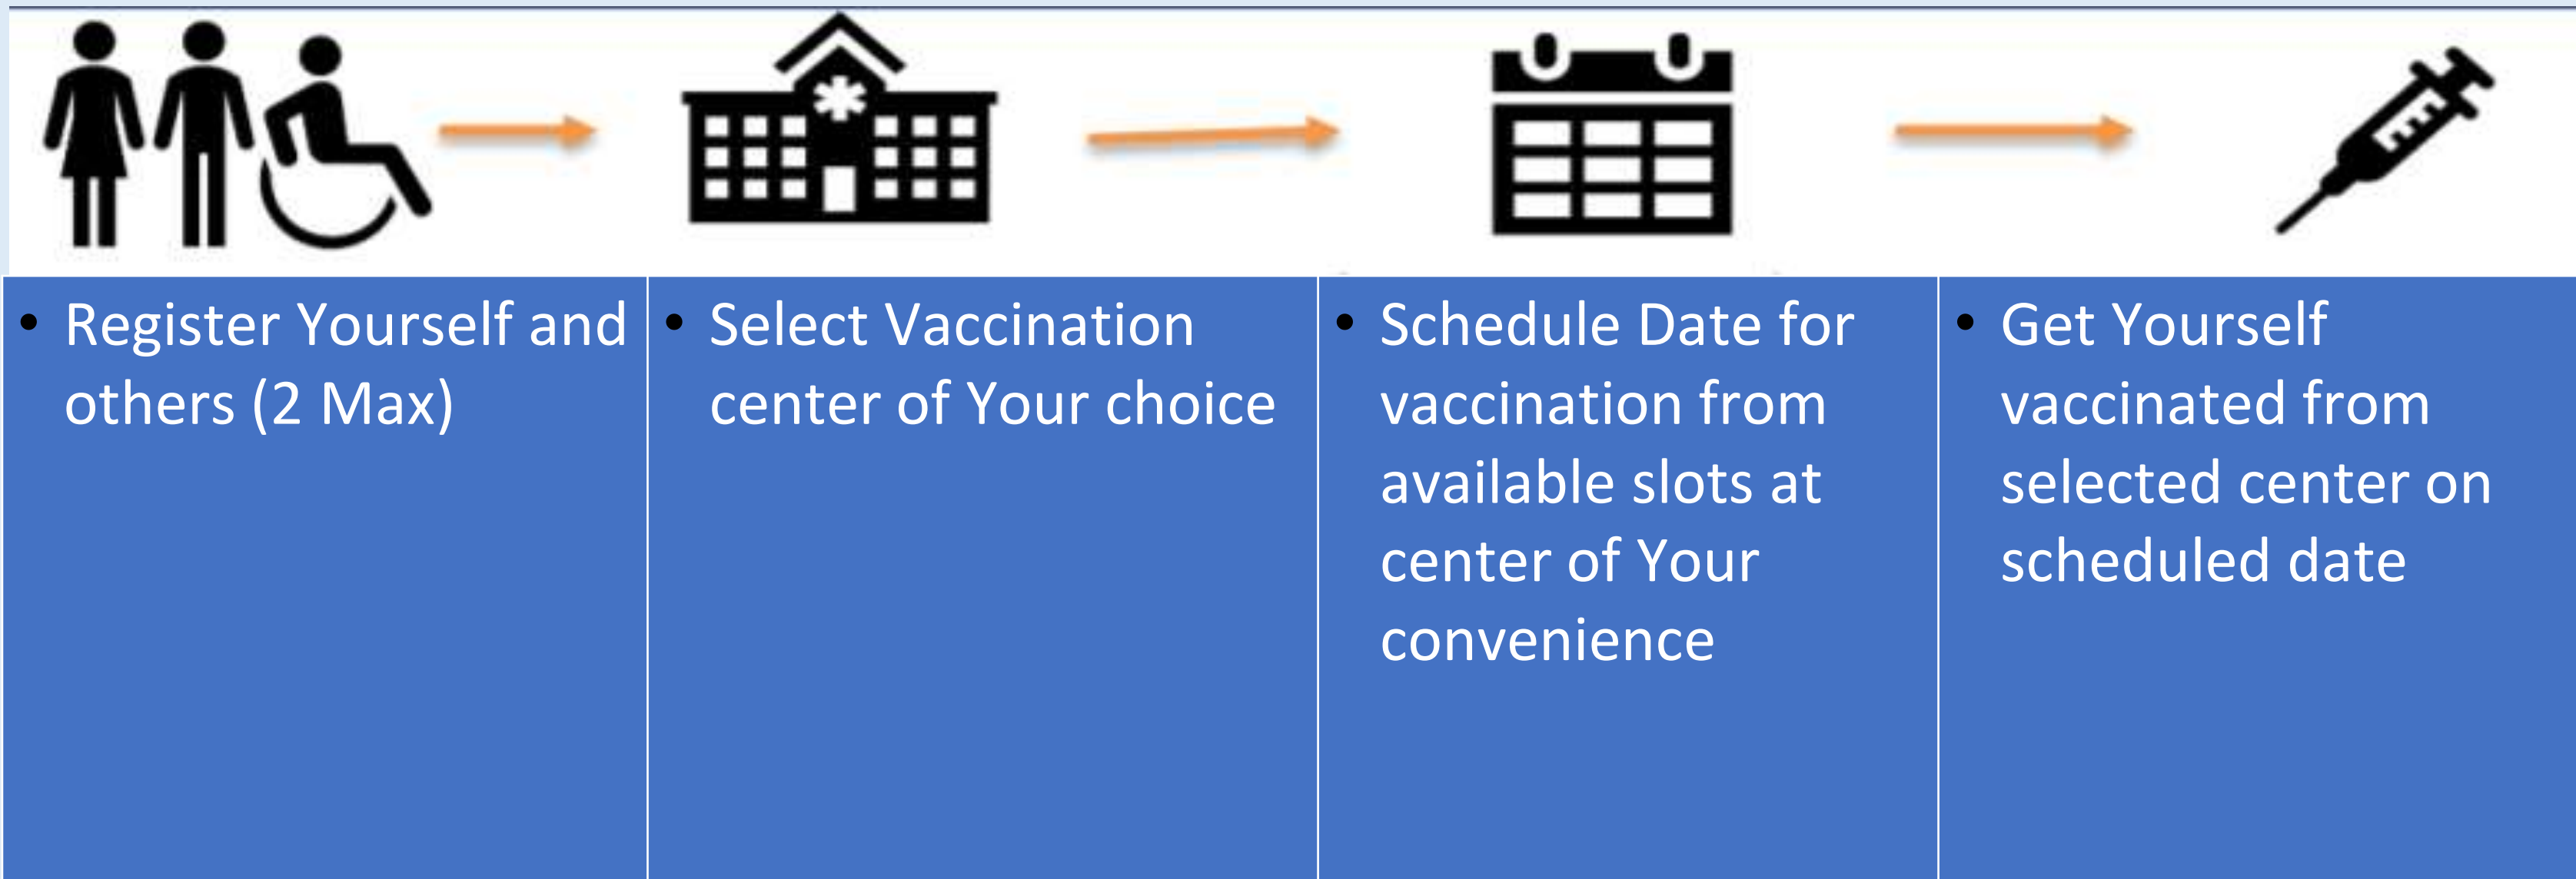 • Register Yourself and
others (2 Max)
• Select Vaccination
center of Your choice
• Schedule Date for
vaccination from
available slots at
center of Your
convenience
• Get Yourself
vaccinated from
selected center on
scheduled date